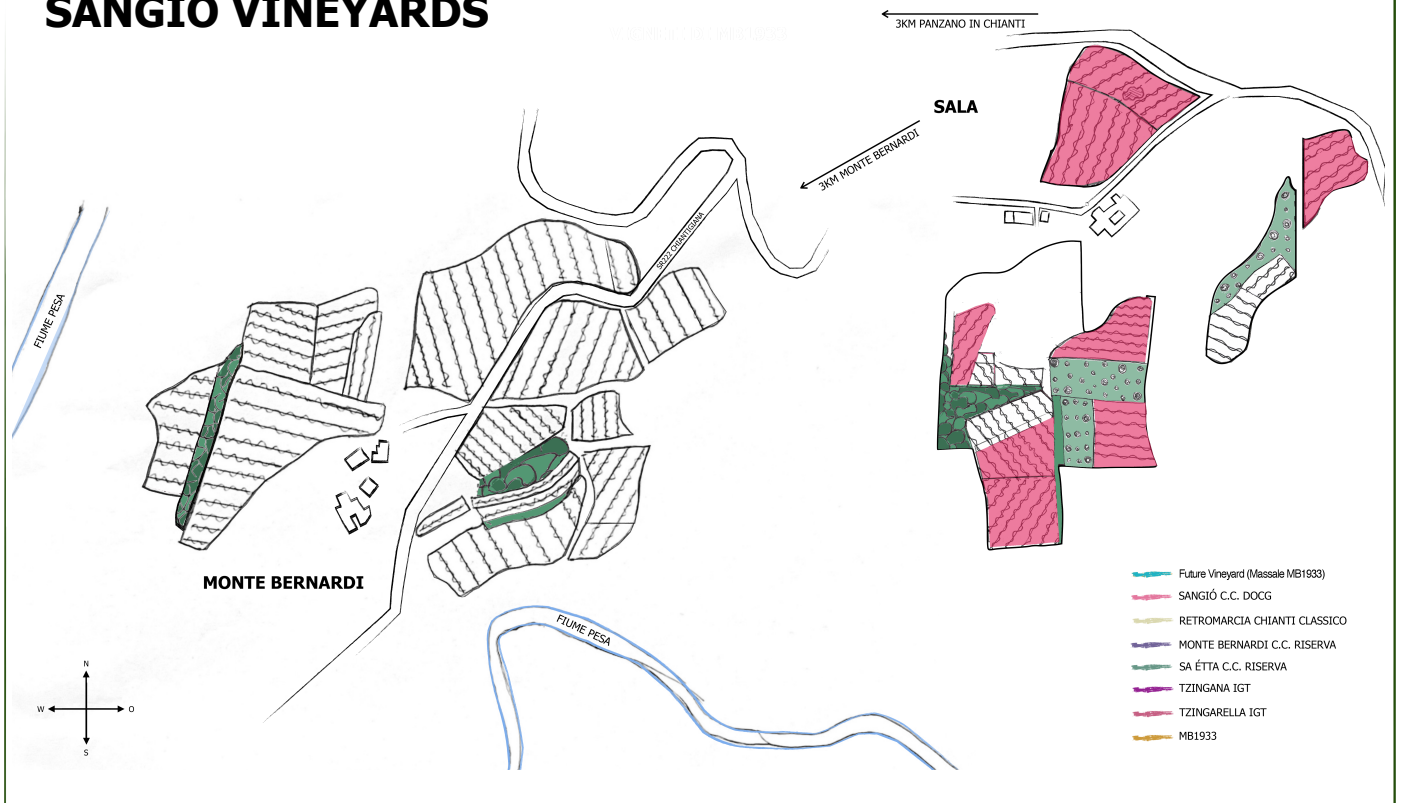 SANGIO VINEYARDS
3KM PANZANO IN CHIANTI
SALA
3KM MONTE BERNARDI
SR222 CHIANTIGIANA
FIUME PESA
MONTE BERNARDI
FIUME PESA
Future Vineyard (Massale MB1933)
SANGIÓ C.C. DOCG
RETROMARCIA CHIANTI CLASSICO
MONTE BERNARDI C.C. RISERVA
SA ÉTTA C.C. RISERVA
TZINGANA IGT
TZINGARELLA IGT
MB1933
N
W
O
S